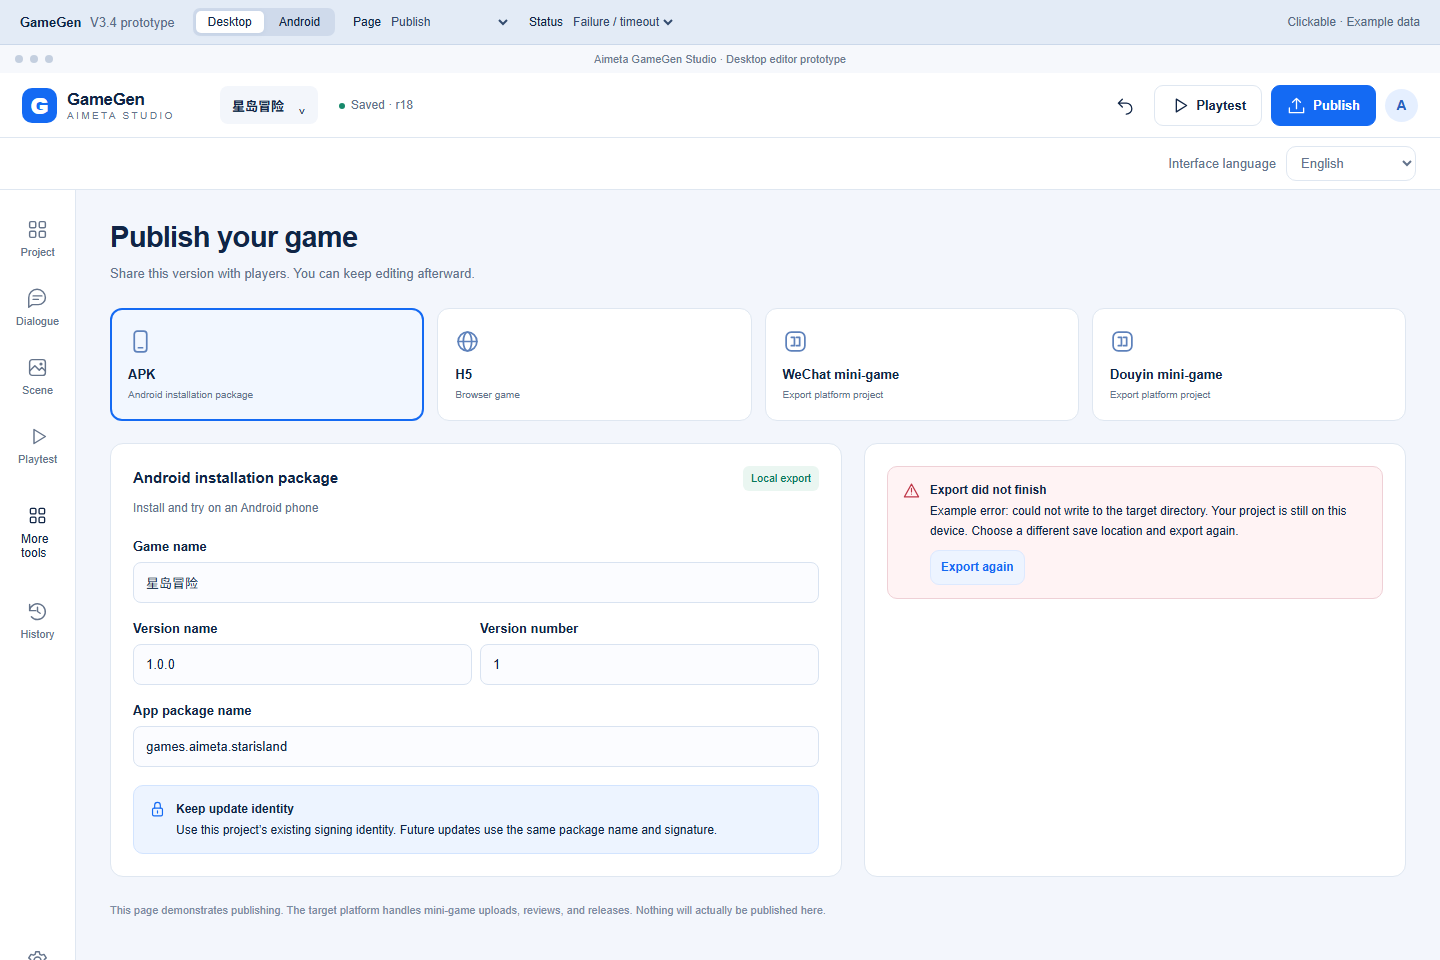 GameGen V3.4 prototype Desktop Android Page Publish Status Failure / timeout Clickable · Example data
Aimeta GameGen Studio · Desktop editor prototype
G GameGen
AIMETA STUDIO
星岛冒险
Saved · r18
Playtest
Publish
A
Interface language English
Project
Dialogue
Scene
Playtest
More
tools
History
Publish your game
Share this version with players. You can keep editing afterward.
APK
Android installation package
H5
Browser game
WeChat mini-game
Export platform project
Douyin mini-game
Export platform project
Android installation package
Local export
Install and try on an Android phone
Game name
星岛冒险
Version name
1.0.0
Version number
1
App package name
games.aimeta.starisland
Keep update identity
Use this project's existing signing identity. Future updates use the same package name and signature.
Export did not finish
Example error: could not write to the target directory. Your project is still on this
device. Choose a different save location and export again.
Export again
This page demonstrates publishing. The target platform handles mini-game uploads, reviews, and releases. Nothing will actually be published here.